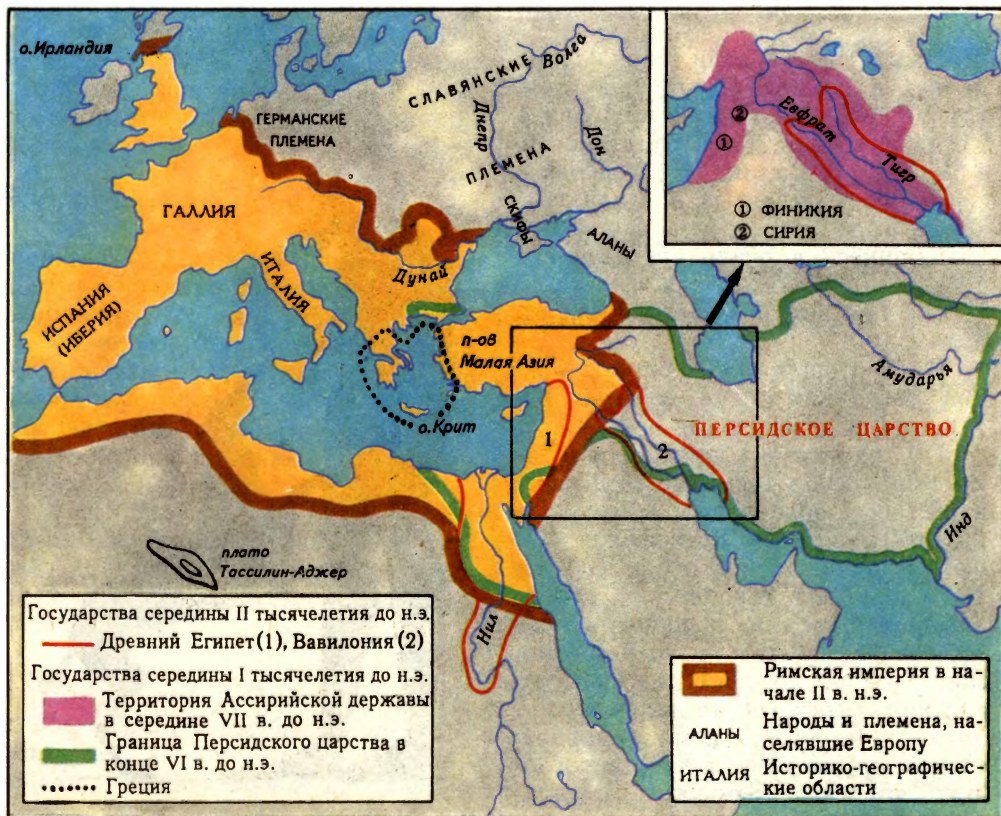 о. Ирландия
СЛАВЯНСКИЕ
Волга
ГЕРМАНСКИЕ
ПЛЕМЕНА
Днепр
ПЛЕМЕНА
Дон
ГАЛЛИЯ
СКИФЫ
АЛАНЫ
Дунай
ИТАЛИЯ
ИСПАНИЯ
(ИБЕРИЯ)
п-ов
Малая Азия
о. Крит
Амударья
ПЕРСИДСКОЕ ЦАРСТВО
1
2
Инд
плато
Тассилин-Аджер
Нил
Евфрат
Тигр
2
1
① ФИНИКИЯ
② СИРИЯ
Государства середины II тысячелетия до н.э.
Древний Египет (1), Вавилония (2)
Государства середины I тысячелетия до н.э.
Территория Ассирийской державы
в середине VII в. до н.э.
Граница Персидского царства в
конце VI в. до н.э.
Греция
Римская империя в на-
чале II в. н.э.
АЛАНЫ
Народы и племена, на-
селявшие Европу
ИТАЛИЯ
Историко-географичес-
кие области